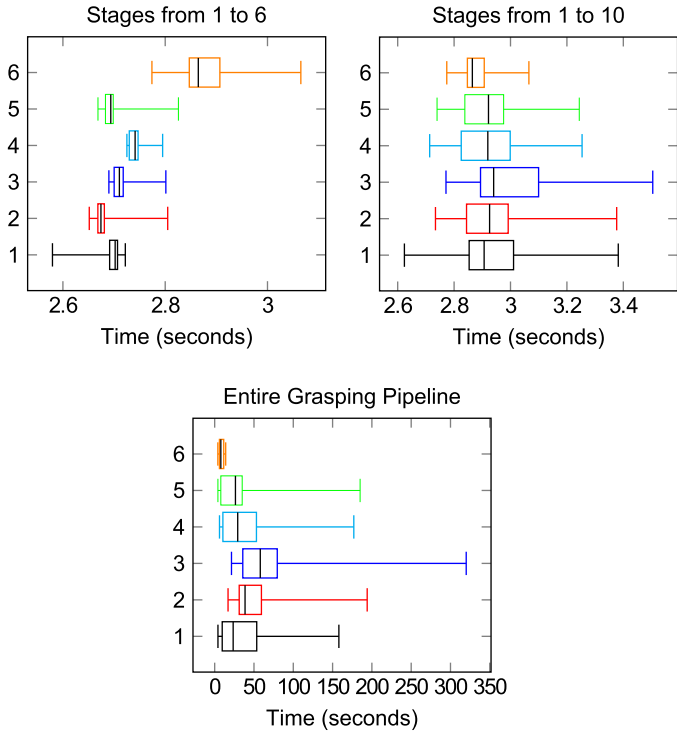 Stages from 1 to 6
6
5
4
3
2
1
2.6 2.8 3
Time (seconds)
Stages from 1 to 10
6
5
4
3
2
1
2.6 2.8 3 3.2 3.4
Time (seconds)
Entire Grasping Pipeline
6
5
4
3
2
1
0 50 100 150 200 250 300 350
Time (seconds)